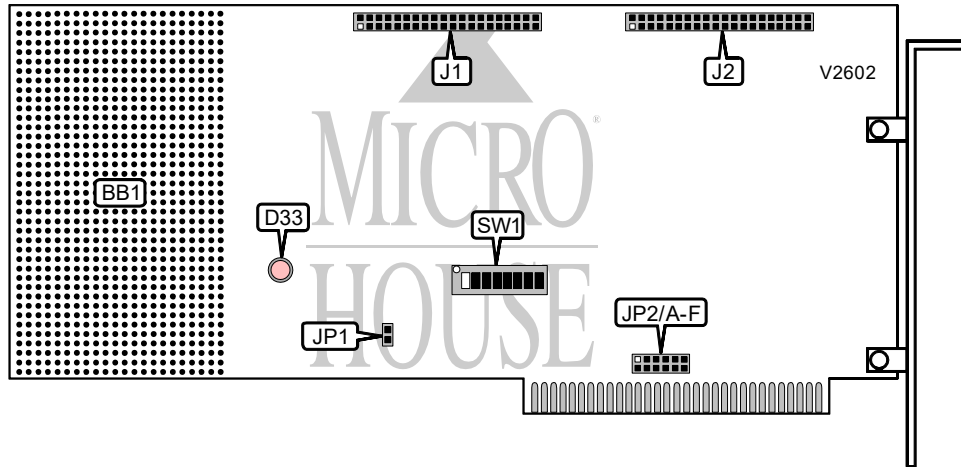 J1
J2
V2602
MICRO
®
HOUSE
BB1
D33
SW1
JP1
JP2/A-F